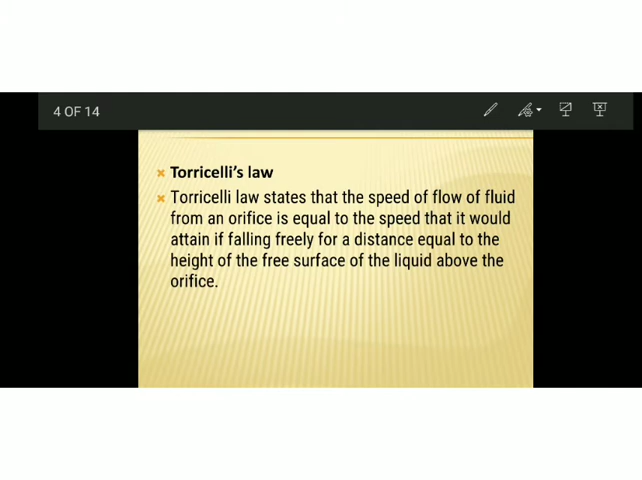 4 OF 14
Torricelli's law
Torricelli law states that the speed of flow of fluid
from an orifice is equal to the speed that it would
attain if falling freely for a distance equal to the
height of the free surface of the liquid above the
orifice.